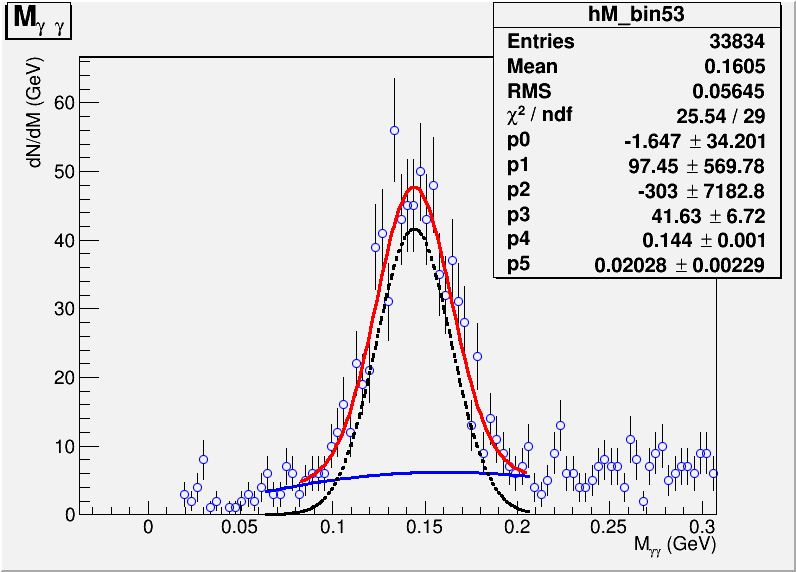 Mγ γ
hM_bin53
Entries 33834
Mean 0.1605
RMS 0.05645
χ² / ndf 25.54 / 29
p0 -1.647 ± 34.201
p1 97.45 ± 569.78
p2 -303 ± 7182.8
p3 41.63 ± 6.72
p4 0.144 ± 0.001
p5 0.02028 ± 0.00229
dN/dM (GeV)
60
50
40
30
20
10
0
0 0.05 0.1 0.15 0.2 0.25 0.3
Mγγ (GeV)